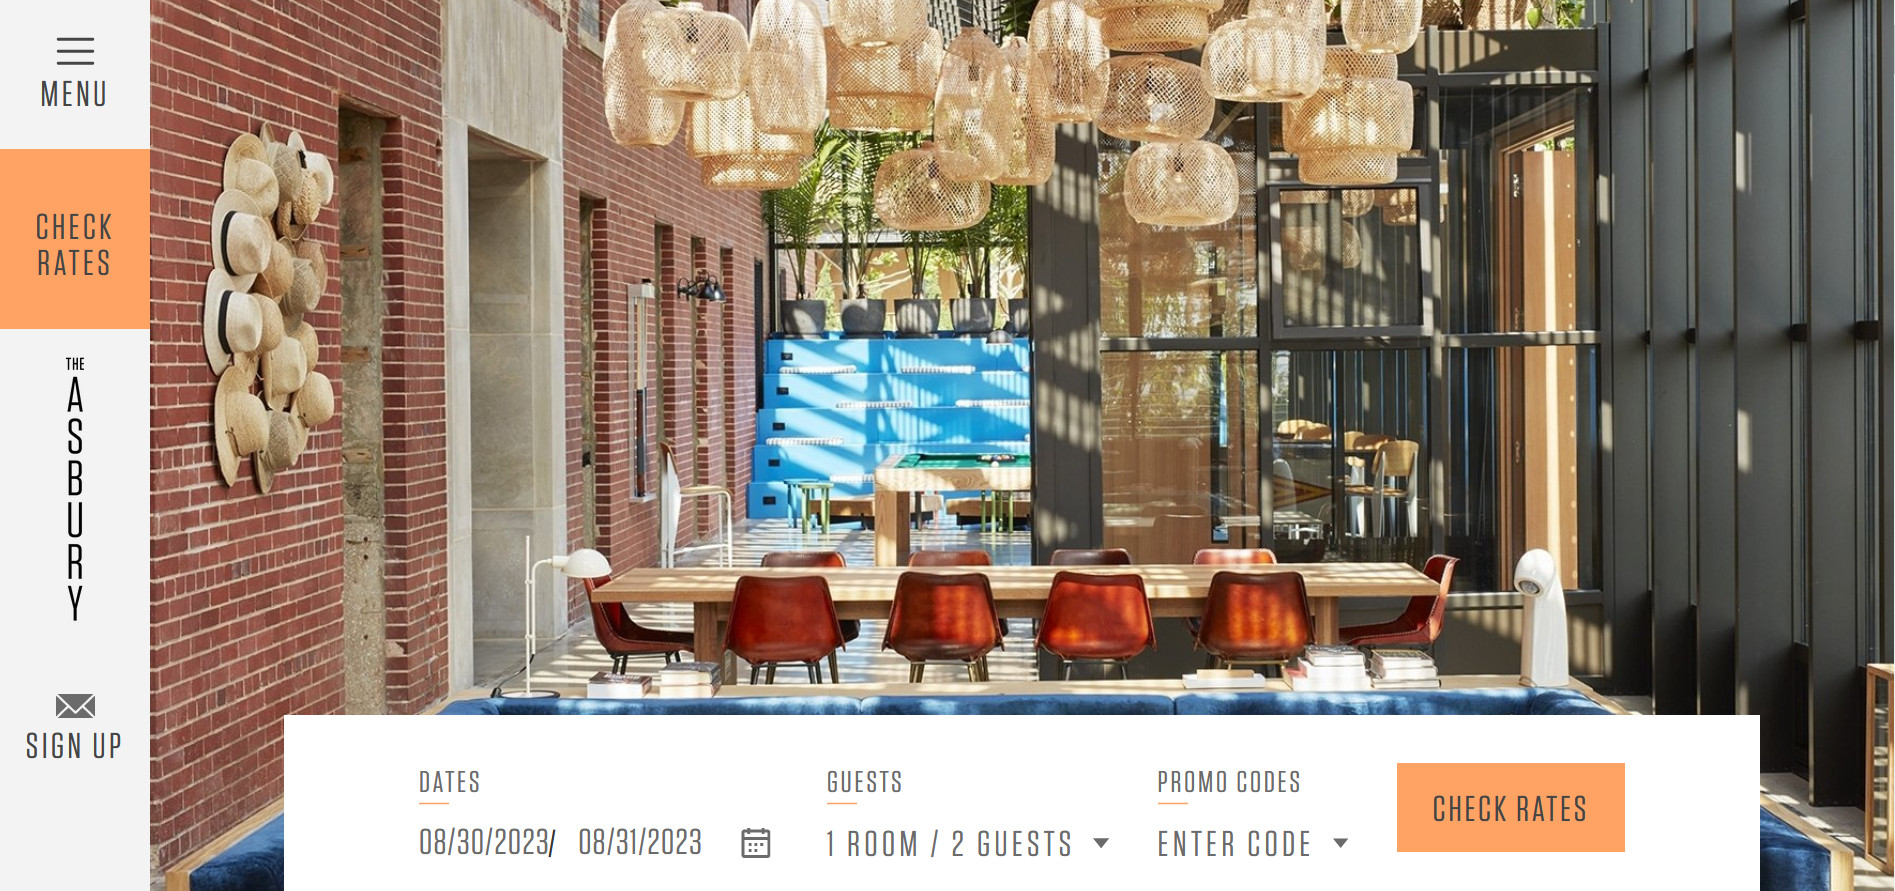 MENU
CHECK
RATES
THE
ASBURY
SIGN UP
DATES
08/30/2023/ 08/31/2023
GUESTS
1 ROOM / 2 GUESTS
PROMO CODES
ENTER CODE
CHECK RATES